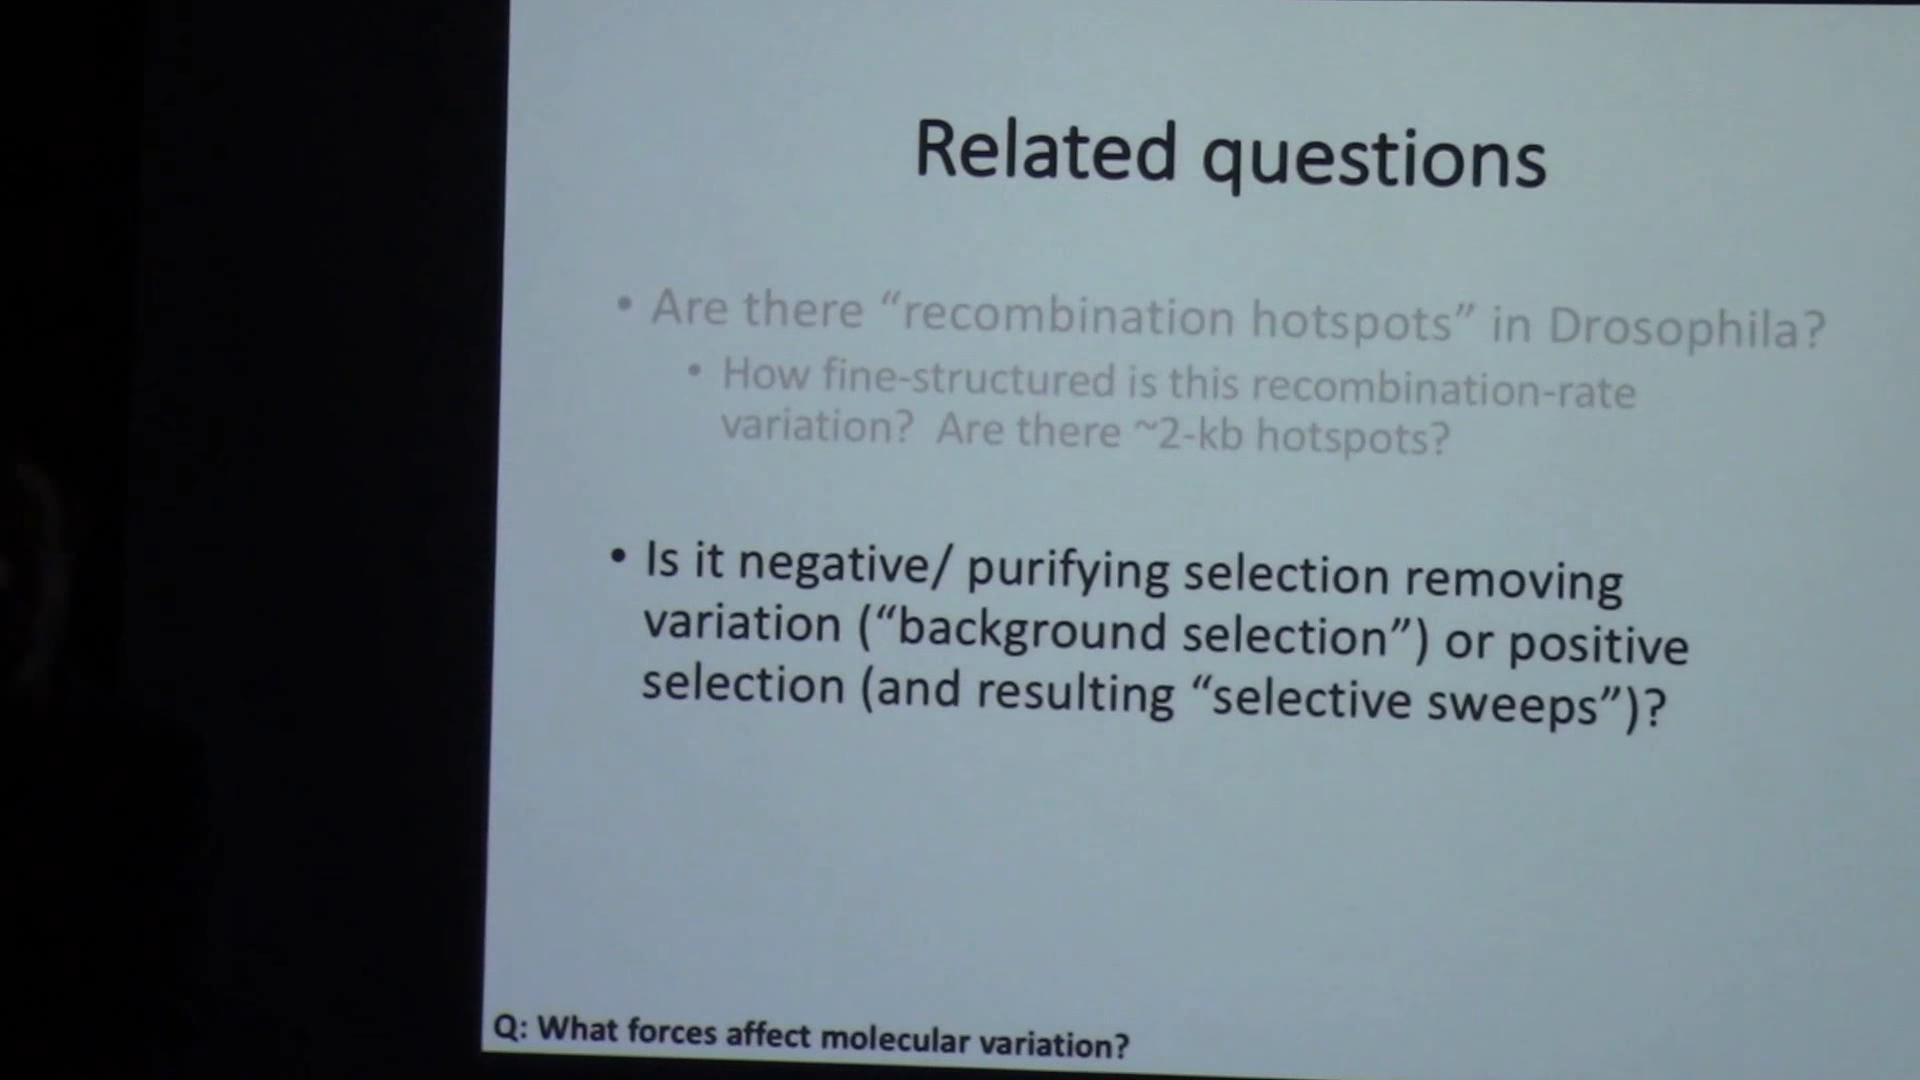 Related questions
• Are there “recombination hotspots” in Drosophila?
• How fine-structured is this recombination-rate
variation?  Are there ~2-kb hotspots?
• Is it negative/ purifying selection removing
variation (“background selection”) or positive
selection (and resulting “selective sweeps”)?
Q: What forces affect molecular variation?